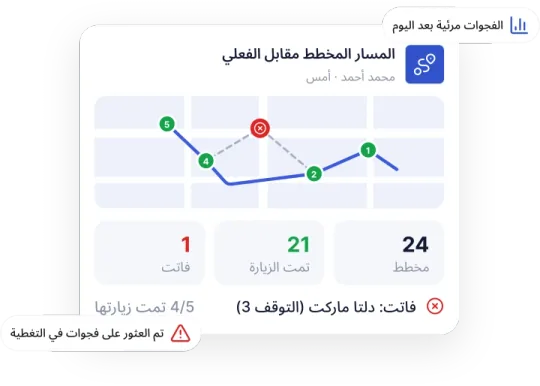 الفجوات مرئية بعد اليوم
المسار المخطط مقابل الفعلي
محمد أحمد · أمس
1
2
4
5
24
مخطط
21
تمت الزيارة
1
فاتت
فاتت: دلتا ماركت (التوقف 3)
4/5 تمت زيارتها
تم العثور على فجوات في التغطية